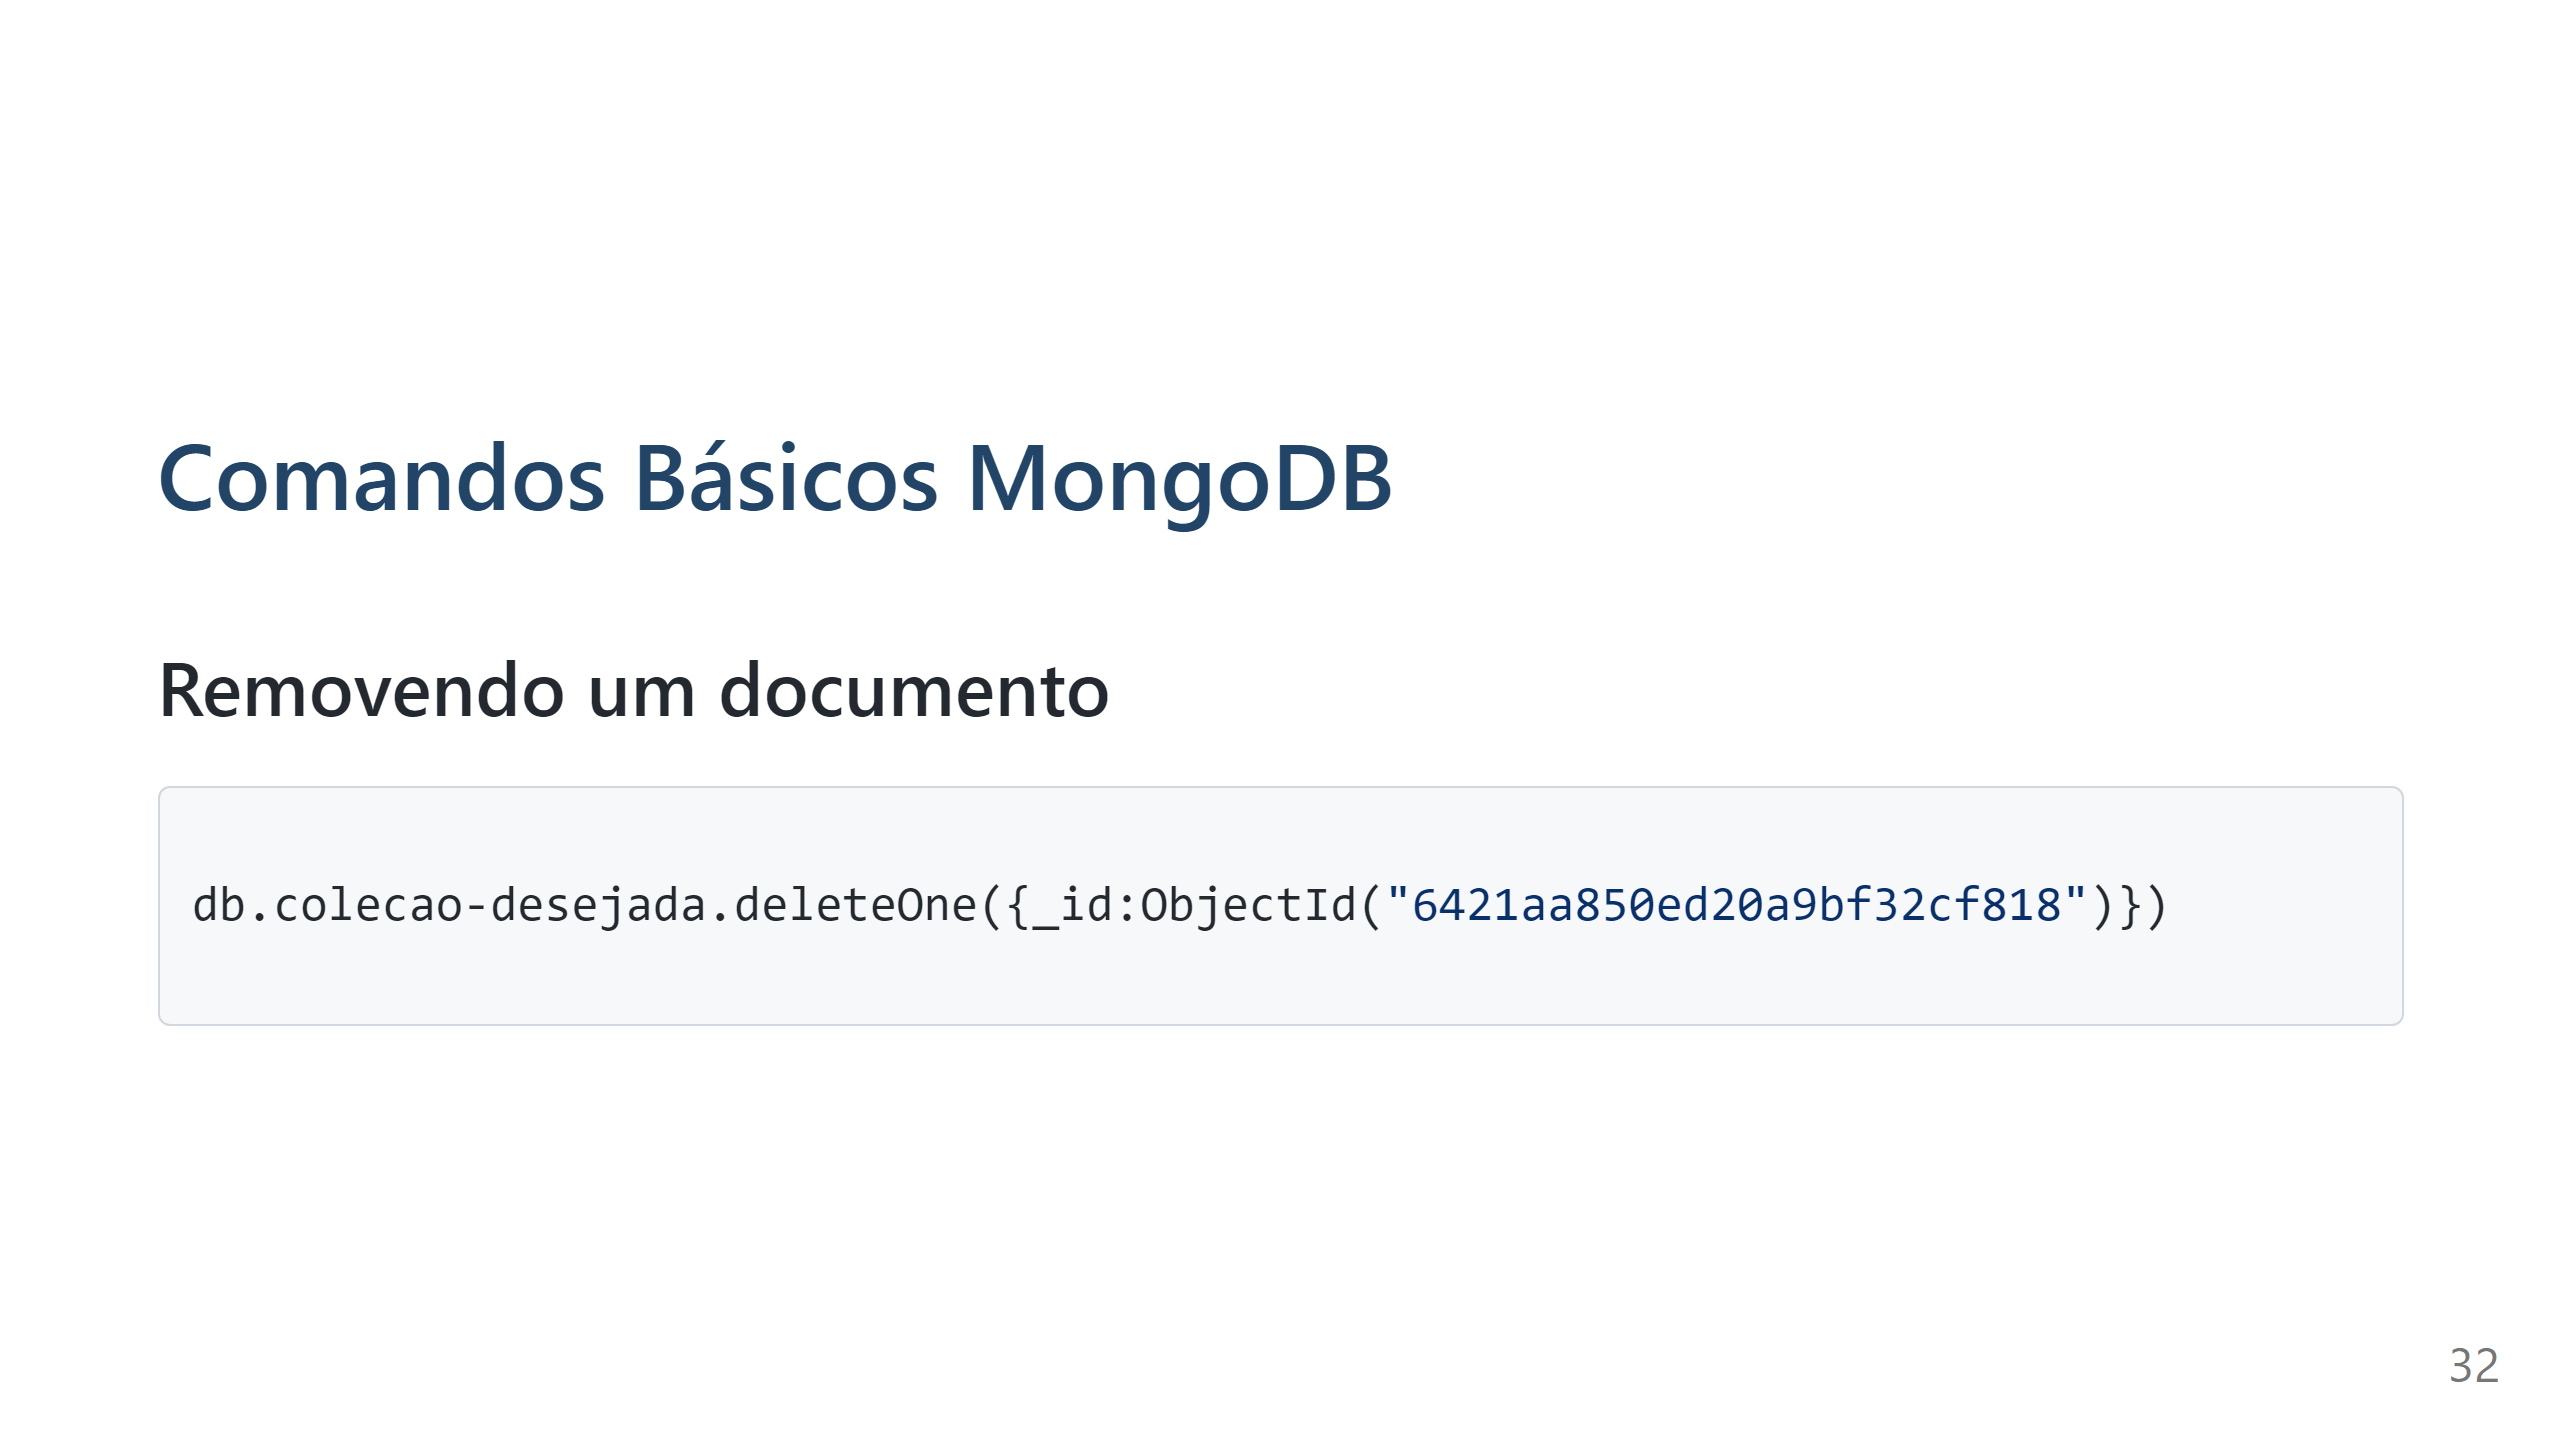 Comandos Básicos MongoDB
Removendo um documento
db.colecao-desejada.deleteOne({_id:ObjectId("6421aa850ed20a9bf32cf818")})
32